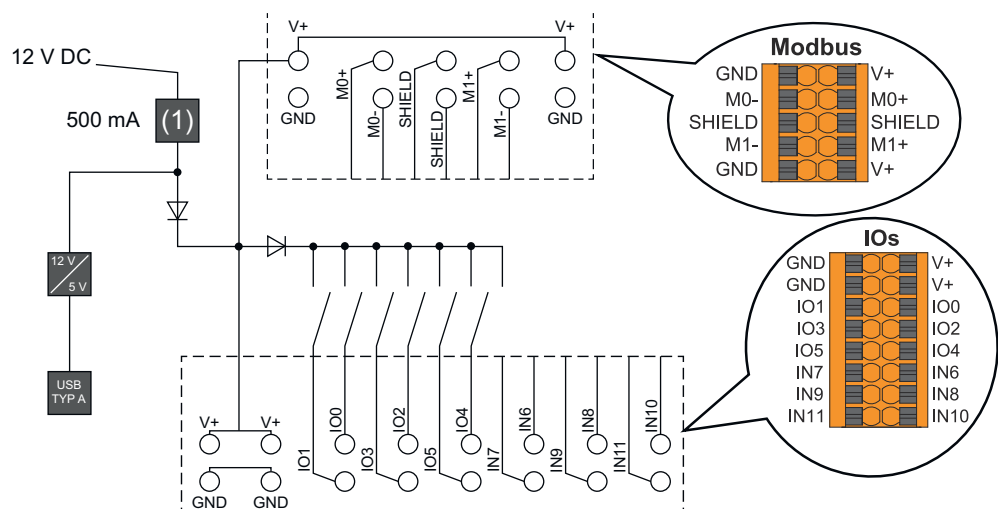 12 V DC
500 mA
(1)
12 V
5 V
USB
TYP A
V+
V+
M0+
SHIELD
M1+
GND
M0-
SHIELD
M1-
GND
Modbus
GND
V+
M0-
M0+
SHIELD
SHIELD
M1-
M1+
GND
V+
IOs
GND
V+
GND
V+
IO1
IO0
IO3
IO2
IO5
IO4
IN7
IN6
IN9
IN8
IN11
IN10
V+
V+
IO0
IO2
IO4
IN6
IN8
IN10
IO1
IO3
IO5
IN7
IN9
IN11
GND
GND